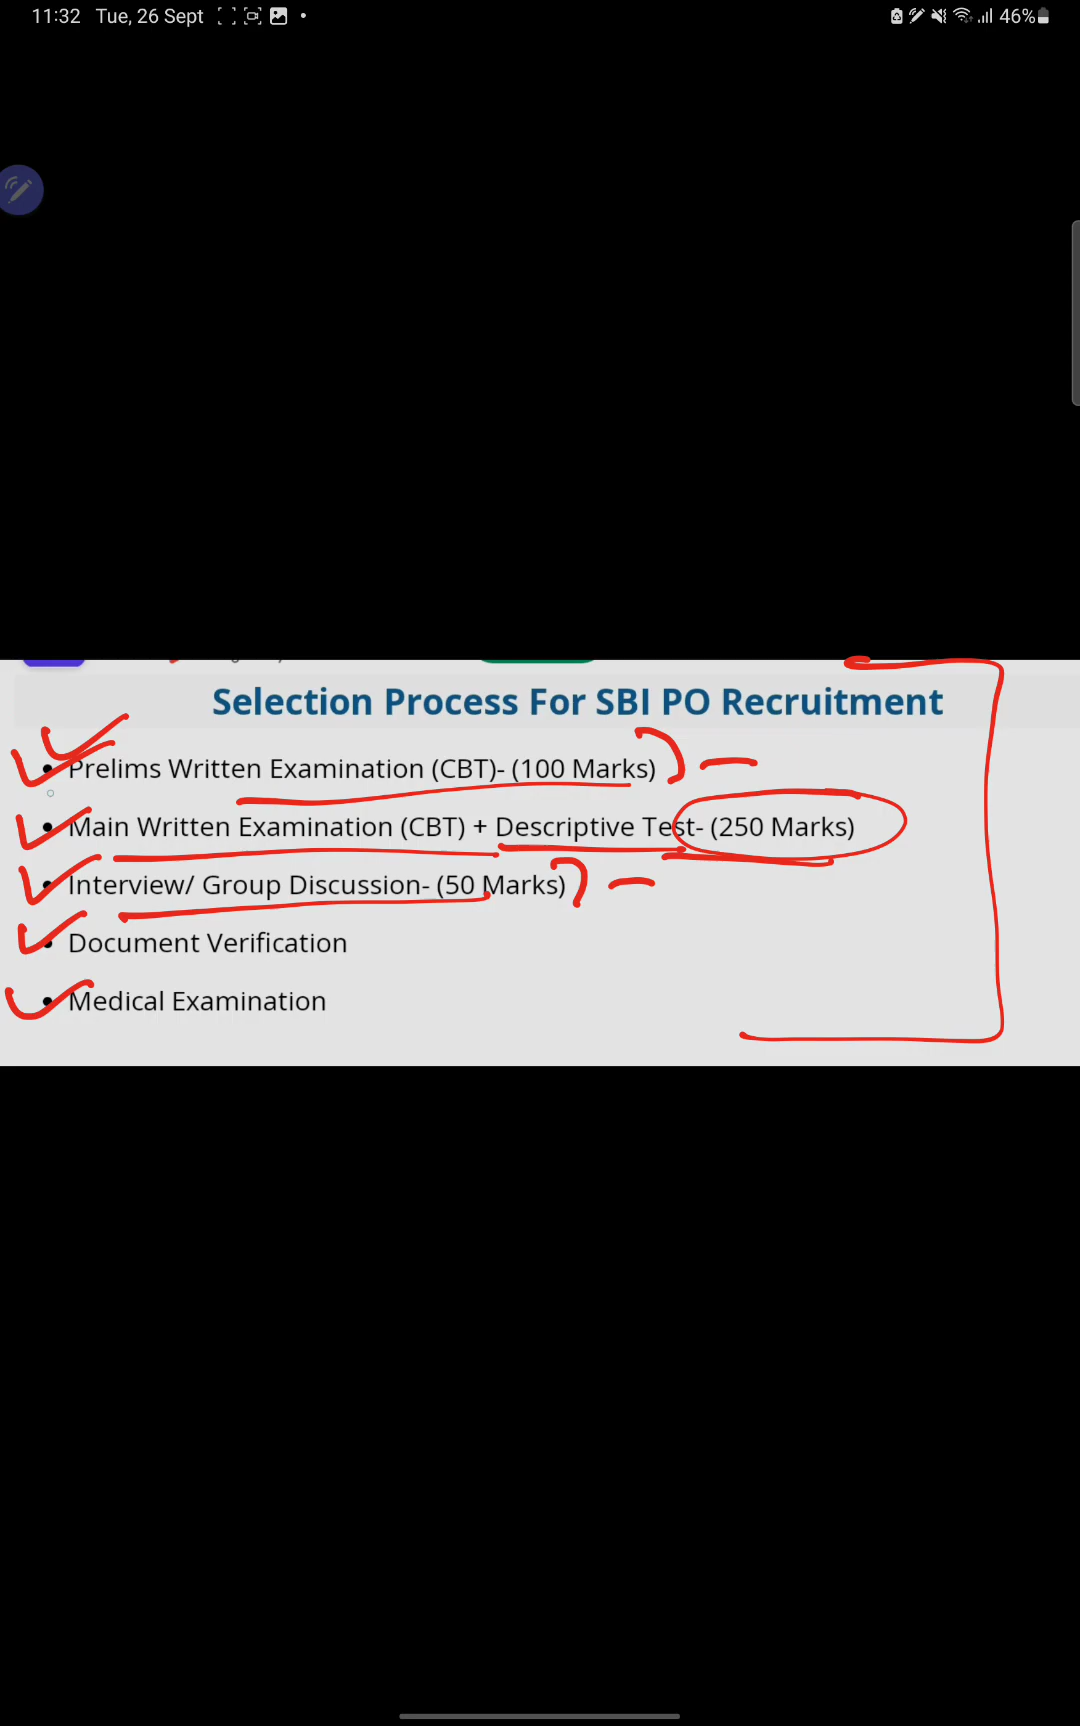 11:32 Tue, 26 Sept
46%
Selection Process For SBI PO Recruitment
• Prelims Written Examination (CBT)- (100 Marks)
• Main Written Examination (CBT) + Descriptive Test- (250 Marks)
• Interview/ Group Discussion- (50 Marks)
• Document Verification
• Medical Examination